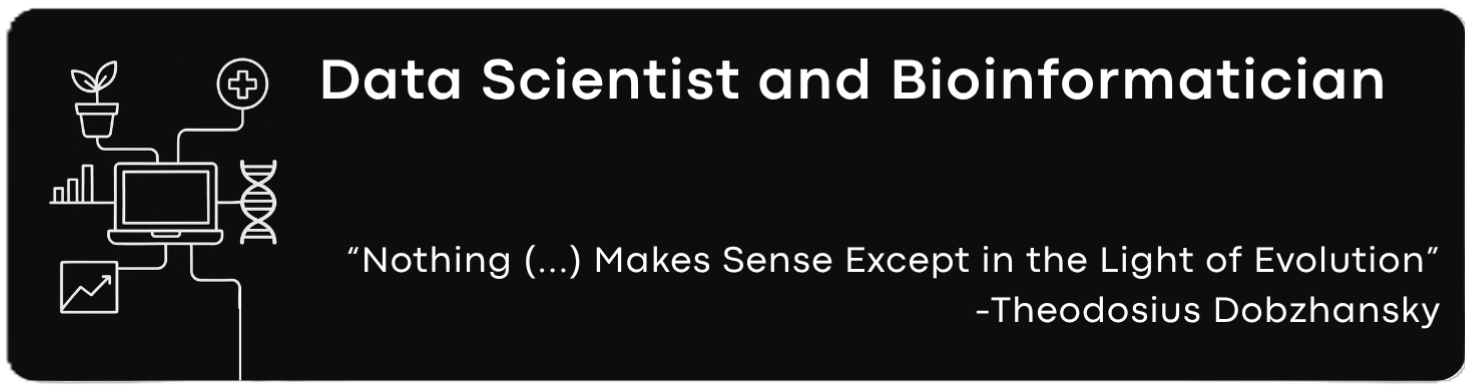 Data Scientist and Bioinformatician
“Nothing (...) Makes Sense Except in the Light of Evolution”
-Theodosius Dobzhansky